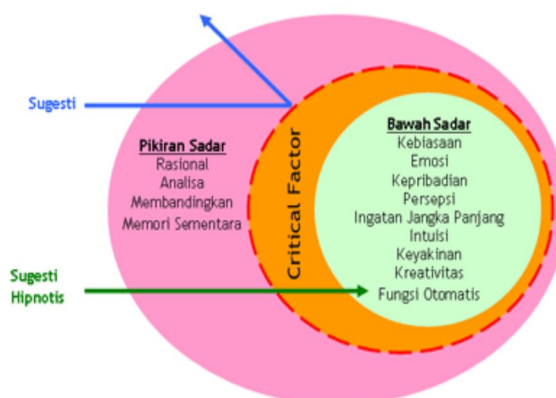 Sugesti
Pikiran Sadar
Rasional
Analisa
Membandingkan
Memori Sementara
Critical Factor
Bawah Sadar
Kebiasaan
Emosi
Kepribadian
Persepsi
Ingatan Jangka Panjang
Intuisi
Keyakinan
Kreativitas
Fungsi Otomatis
Sugesti
Hipnotis